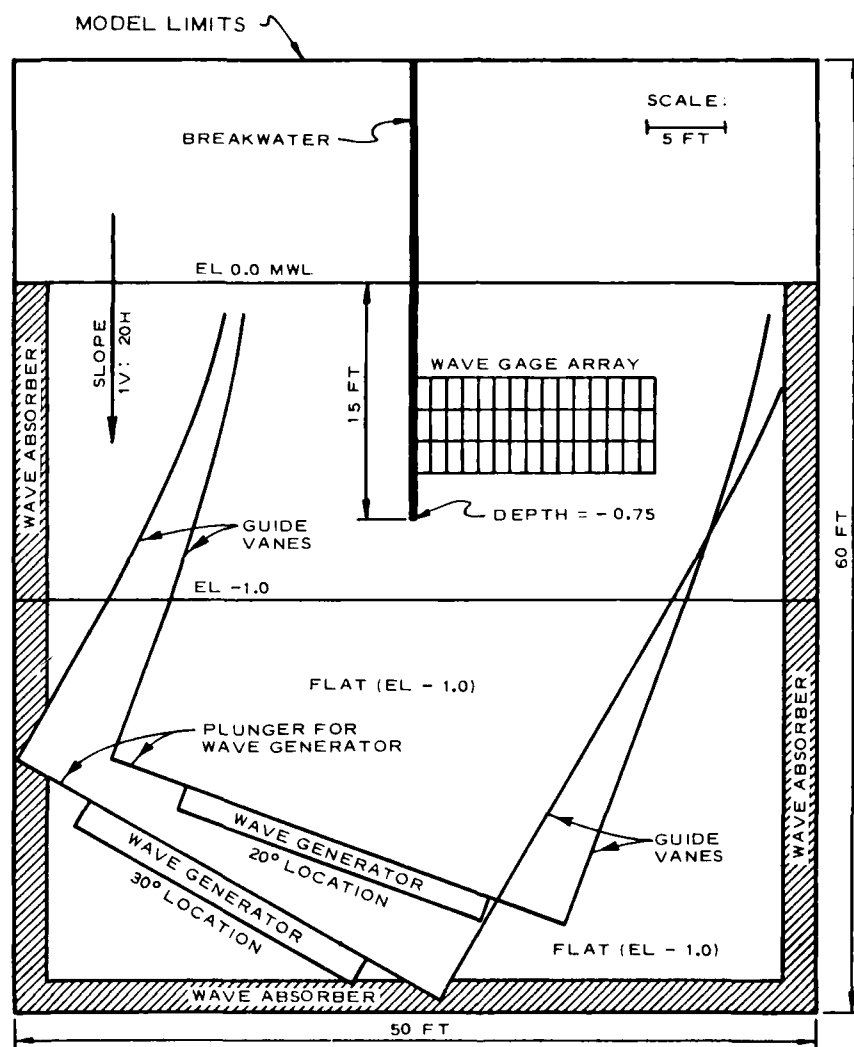 MODEL LIMITS
SCALE:
5 FT
BREAKWATER
EL 0.0 MWL
SLOPE
1V: 20H
15 FT
WAVE GAGE ARRAY
WAVE ABSORBER
DEPTH = -0.75
60 FT
GUIDE
VANES
EL -1.0
FLAT (EL - 1.0)
PLUNGER FOR
WAVE GENERATOR
WAVE ABSORBER
WAVE GENERATOR
20° LOCATION
WAVE GENERATOR
30° LOCATION
GUIDE
VANES
FLAT (EL - 1.0)
WAVE ABSORBER
50 FT